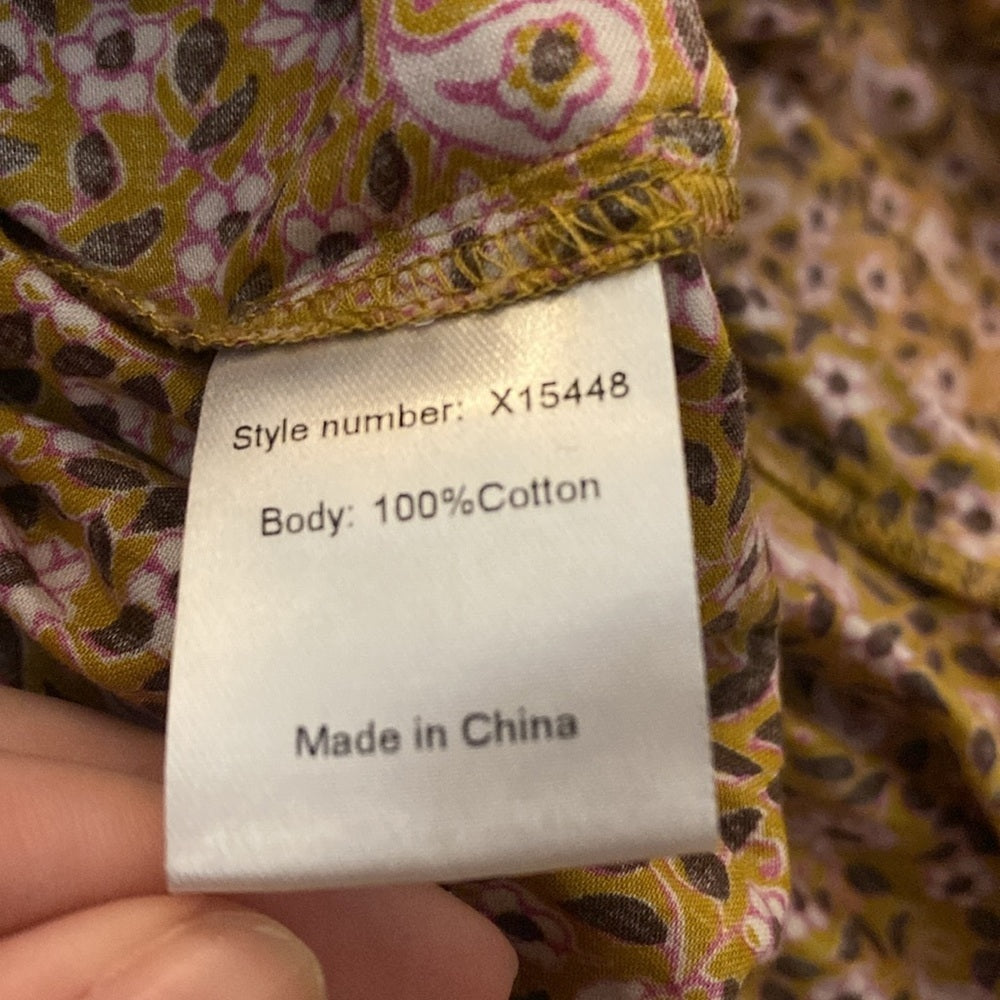 Style number: X15448
Body: 100%Cotton
Made in China